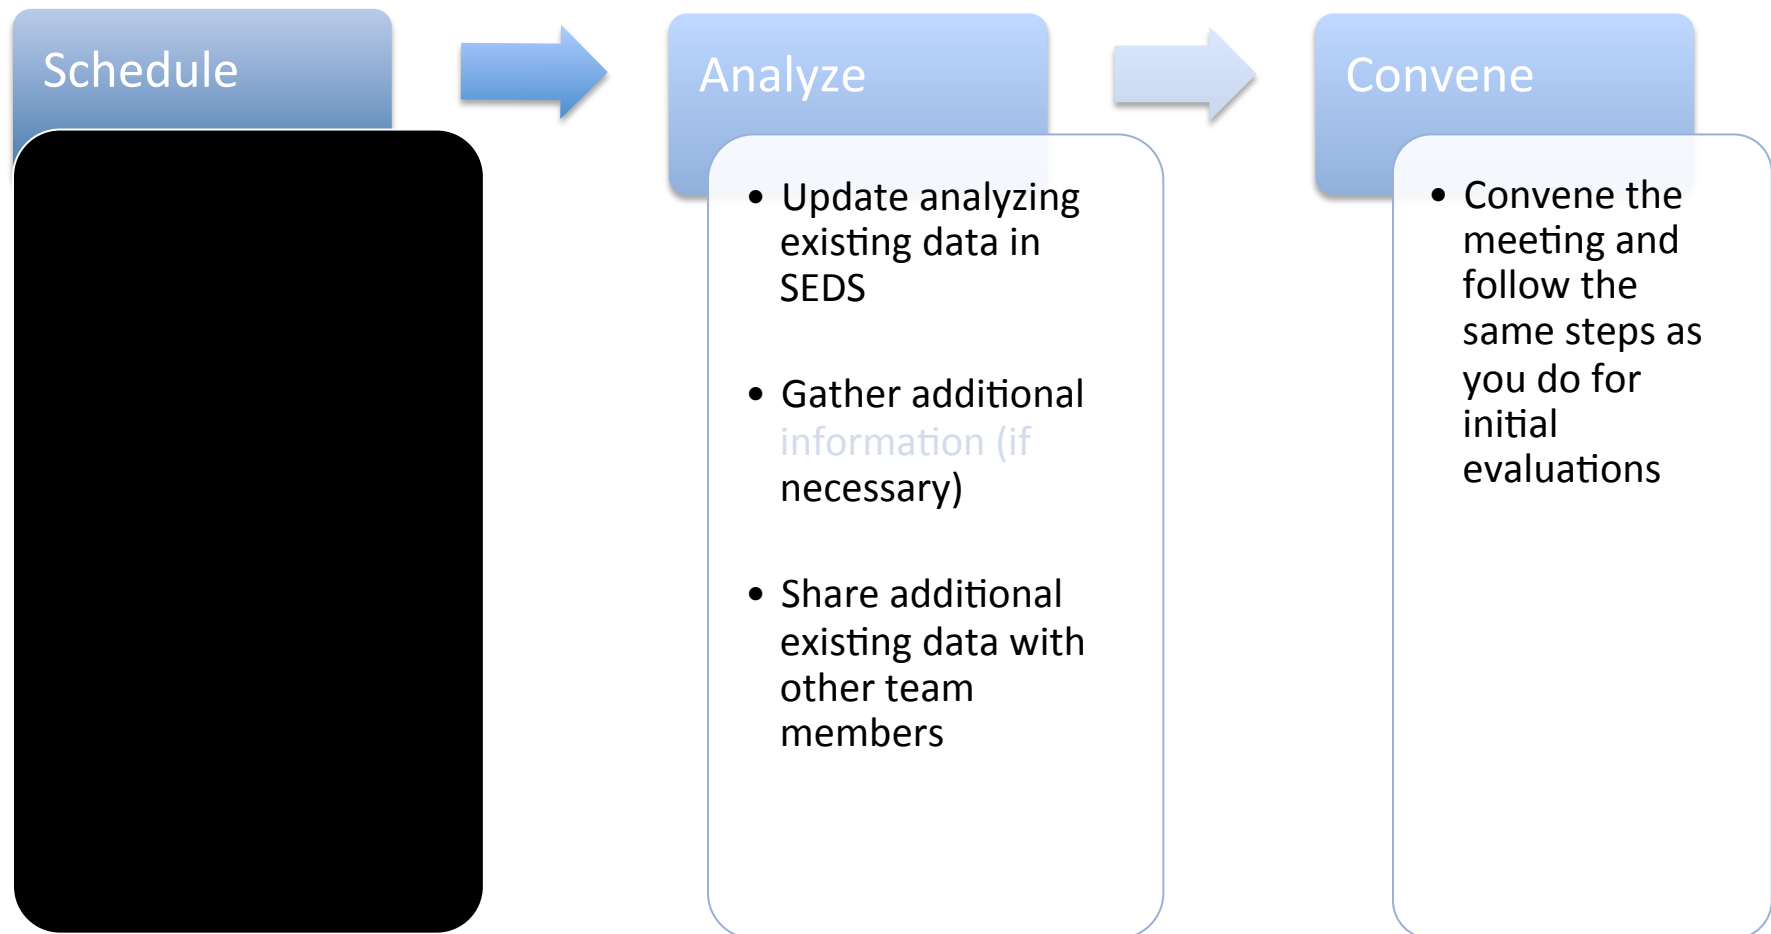 Schedule
Analyze
• Update analyzing
existing data in
SEDS
• Gather additional
information (if
necessary)
• Share additional
existing data with
other team
members
Convene
• Convene the
meeting and
follow the
same steps as
you do for
initial
evaluations